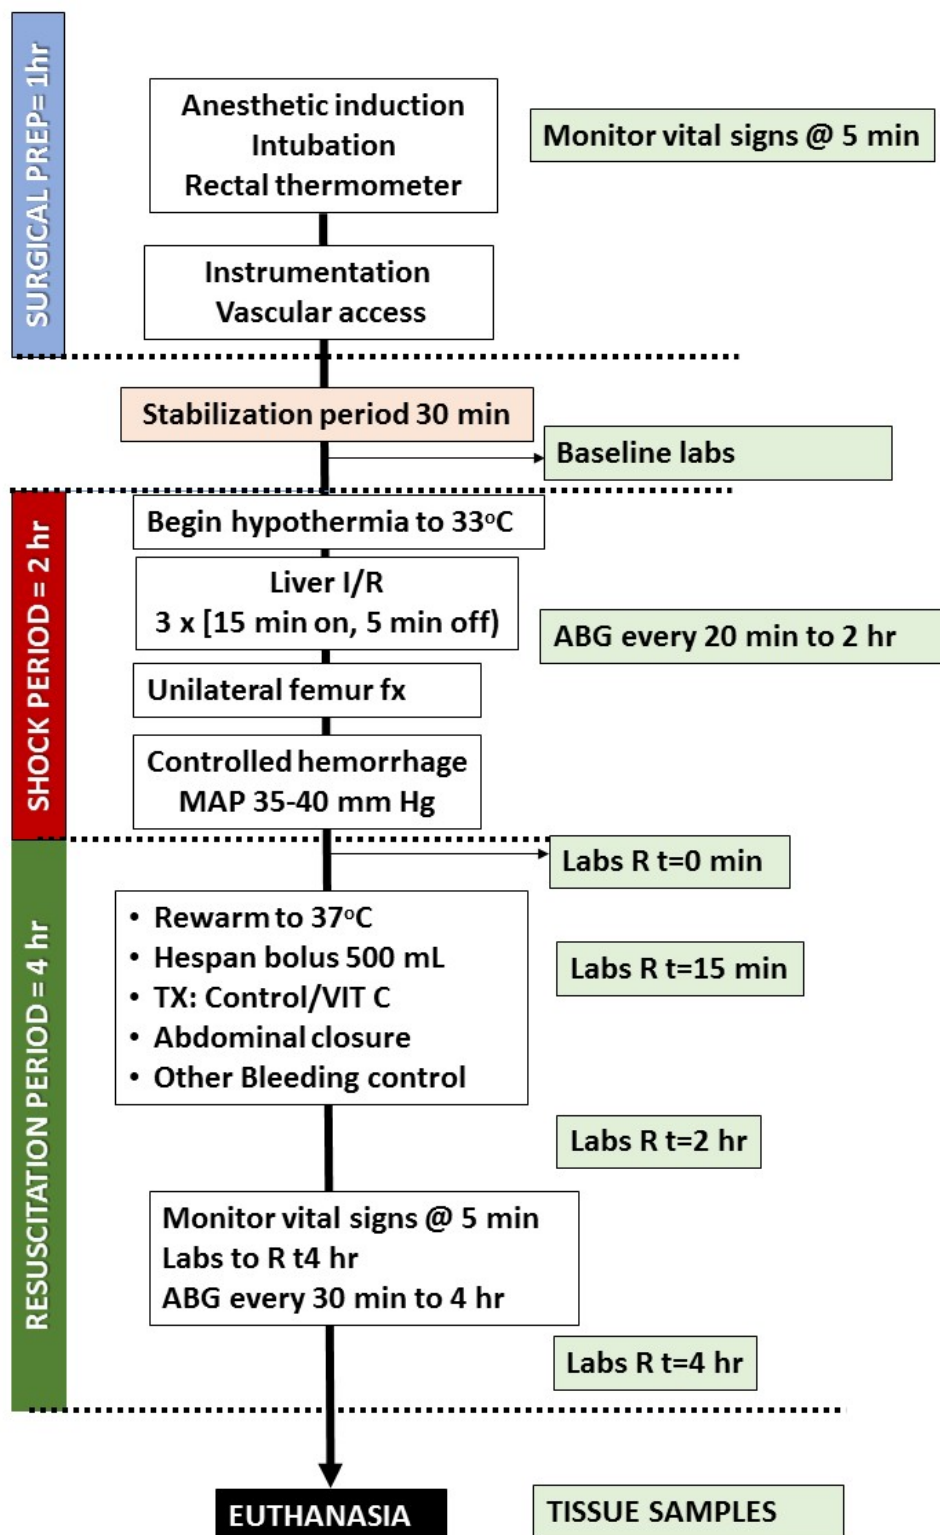 SURGICAL PREP= 1hr
Anesthetic induction
Intubation
Rectal thermometer
Monitor vital signs @ 5 min
Instrumentation
Vascular access
Stabilization period 30 min
Baseline labs
SHOCK PERIOD = 2 hr
Begin hypothermia to 33°C
Liver I/R
3 x [15 min on, 5 min off)
ABG every 20 min to 2 hr
Unilateral femur fx
Controlled hemorrhage
MAP 35-40 mm Hg
RESUSCITATION PERIOD = 4 hr
Labs R t=0 min
• Rewarm to 37°C
• Hespan bolus 500 mL
• TX: Control/VIT C
• Abdominal closure
• Other Bleeding control
Labs R t=15 min
Labs R t=2 hr
Monitor vital signs @ 5 min
Labs to R t4 hr
ABG every 30 min to 4 hr
Labs R t=4 hr
EUTHANASIA
TISSUE SAMPLES